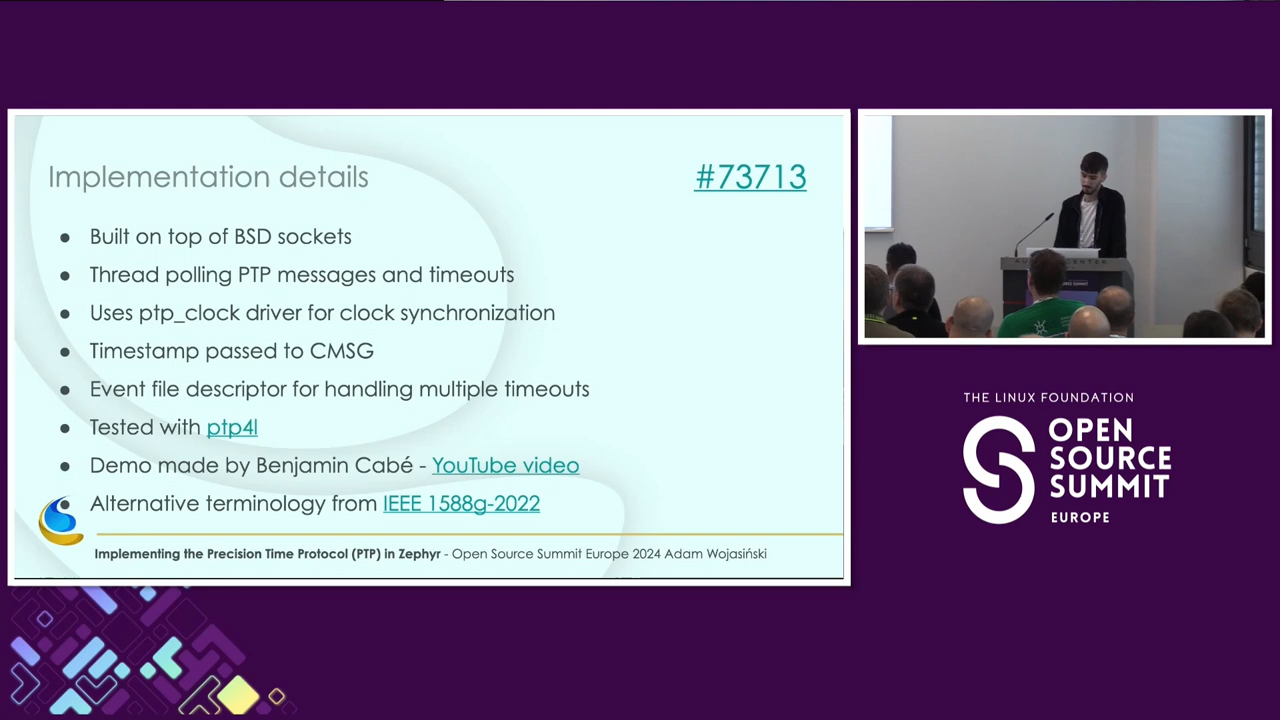 Implementation details
#73713
Built on top of BSD sockets
Thread polling PTP messages and timeouts
Uses ptp_clock driver for clock synchronization
Timestamp passed to CMSG
Event file descriptor for handling multiple timeouts
Tested with ptp4l
Demo made by Benjamin Cabé - YouTube video
Alternative terminology from IEEE 1588g-2022
Implementing the Precision Time Protocol (PTP) in Zephyr - Open Source Summit Europe 2024 Adam Wojasiński
THE LINUX FOUNDATION
OPEN
SOURCE
SUMMIT
EUROPE